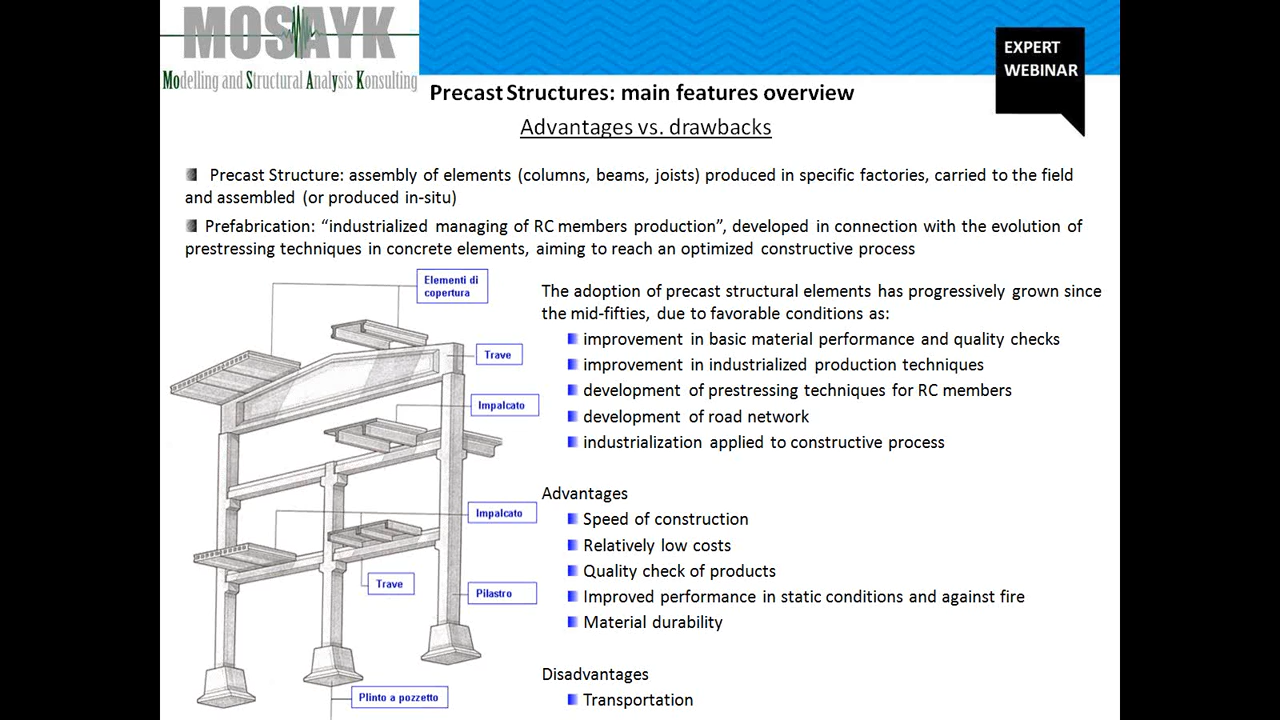 MOSAYK
Modelling and Structural Analysis Konsulting
EXPERT
WEBINAR
Precast Structures: main features overview
Advantages vs. drawbacks
Precast Structure: assembly of elements (columns, beams, joists) produced in specific factories, carried to the field
and assembled (or produced in-situ)
Prefabrication: “industrialized managing of RC members production”, developed in connection with the evolution of
prestressing techniques in concrete elements, aiming to reach an optimized constructive process
Elementi di
copertura
Trave
Impalcato
Impalcato
Trave
Pilastro
Plinto a pozzetto
The adoption of precast structural elements has progressively grown since
the mid-fifties, due to favorable conditions as:
improvement in basic material performance and quality checks
improvement in industrialized production techniques
development of prestressing techniques for RC members
development of road network
industrialization applied to constructive process
Advantages
Speed of construction
Relatively low costs
Quality check of products
Improved performance in static conditions and against fire
Material durability
Disadvantages
Transportation